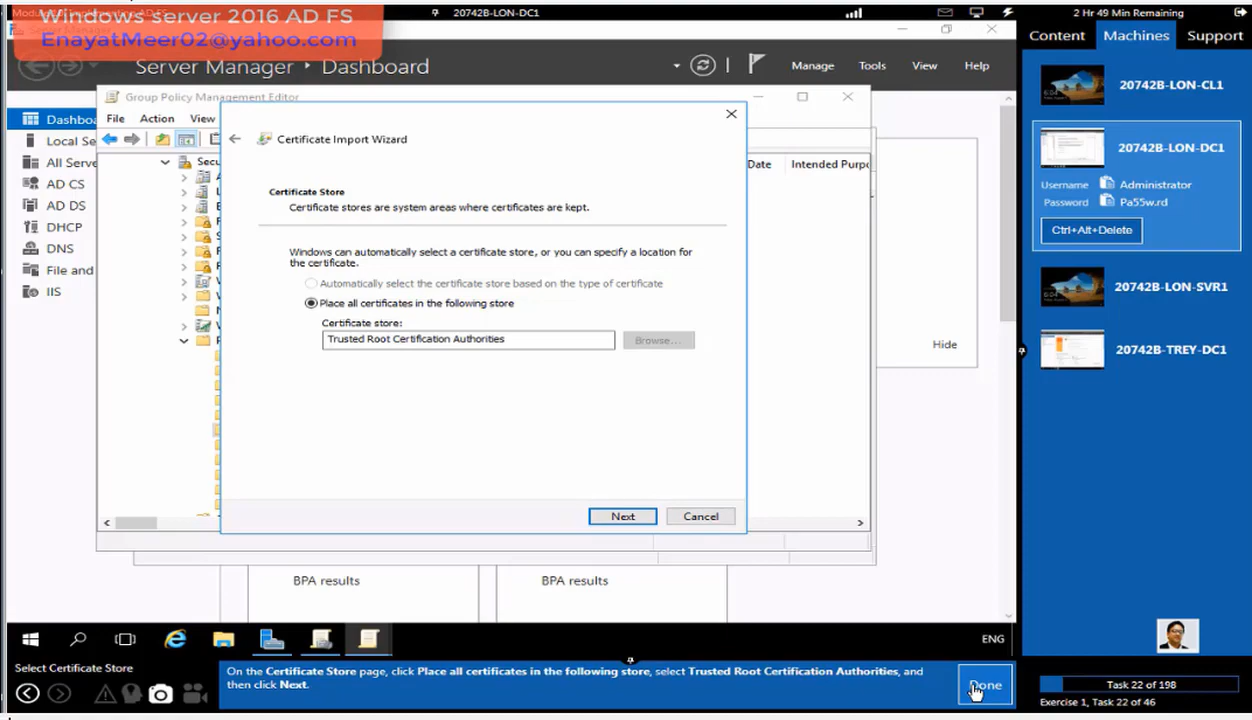 Windows server 2016 AD FS
EnayatMeer02@yahoo.com
20742B-LON-DC1
2 Hr 49 Min Remaining
Content
Machines
Support
Server Manager
Dashboard
Manage
Tools
View
Help
20742B-LON-CL1
20742B-LON-DC1
Username
Administrator
Password
Pa55w.rd
Ctrl+Alt+Delete
20742B-LON-SVR1
20742B-TREY-DC1
Local Se
All Serve
AD CS
AD DS
DHCP
DNS
File and
IIS
Group Policy Management Editor
File
Action
View
Secu
Date
Intended Purpo
Certificate Import Wizard
Certificate Store
Certificate stores are system areas where certificates are kept.
Windows can automatically select a certificate store, or you can specify a location for
the certificate.
Automatically select the certificate store based on the type of certificate
Place all certificates in the following store
Certificate store:
Trusted Root Certification Authorities
Browse...
Next
Cancel
Hide
BPA results
BPA results
ENG
Select Certificate Store
On the Certificate Store page, click Place all certificates in the following store, select Trusted Root Certification Authorities, and
then click Next.
Done
Task 22 of 198
Exercise 1, Task 22 of 46